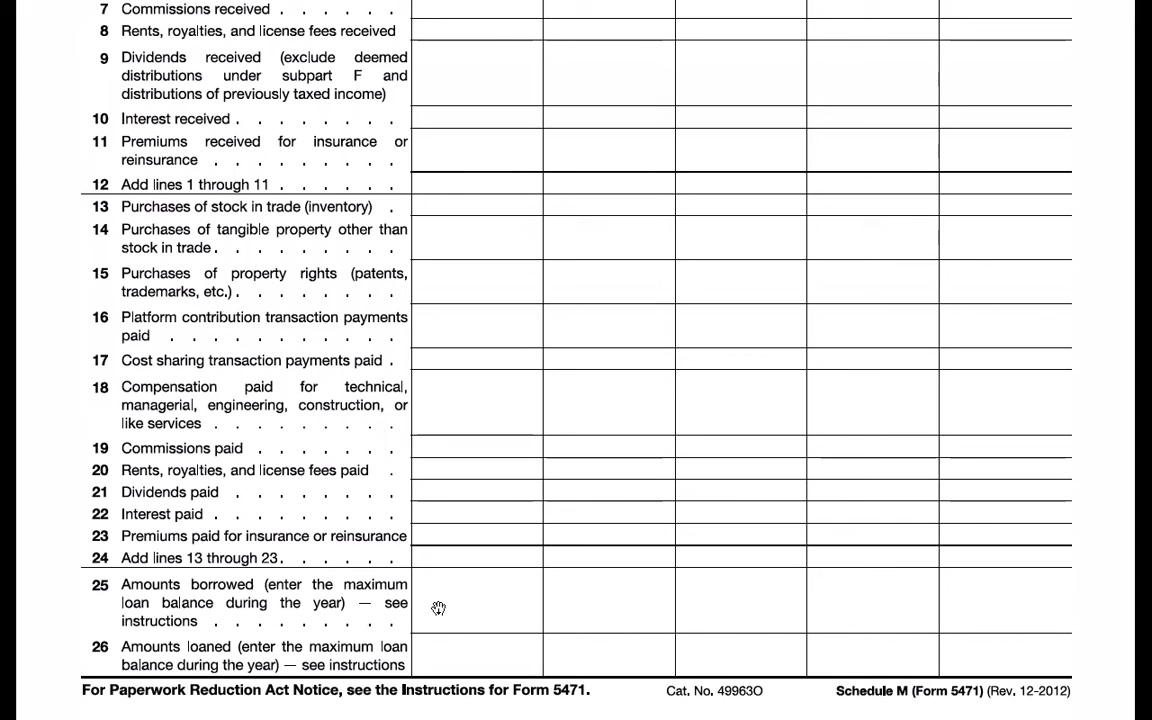 7 Commissions received . . . . . .
8 Rents, royalties, and license fees received
9 Dividends received (exclude deemed
distributions under subpart F and
distributions of previously taxed income)
10 Interest received . . . . . . . .
11 Premiums received for insurance or
reinsurance . . . . . . . . .
12 Add lines 1 through 11 . . . . . .
13 Purchases of stock in trade (inventory) .
14 Purchases of tangible property other than
stock in trade . . . . . . . . .
15 Purchases of property rights (patents,
trademarks, etc.) . . . . . . . .
16 Platform contribution transaction payments
paid . . . . . . . . . . .
17 Cost sharing transaction payments paid .
18 Compensation paid for technical,
managerial, engineering, construction, or
like services . . . . . . . . .
19 Commissions paid . . . . . . .
20 Rents, royalties, and license fees paid .
21 Dividends paid . . . . . . . .
22 Interest paid . . . . . . . . .
23 Premiums paid for insurance or reinsurance
24 Add lines 13 through 23 . . . . . .
25 Amounts borrowed (enter the maximum
loan balance during the year) — see
instructions . . . . . . . . .
26 Amounts loaned (enter the maximum loan
balance during the year) — see instructions
For Paperwork Reduction Act Notice, see the Instructions for Form 5471. Cat. No. 49963O Schedule M (Form 5471) (Rev. 12-2012)